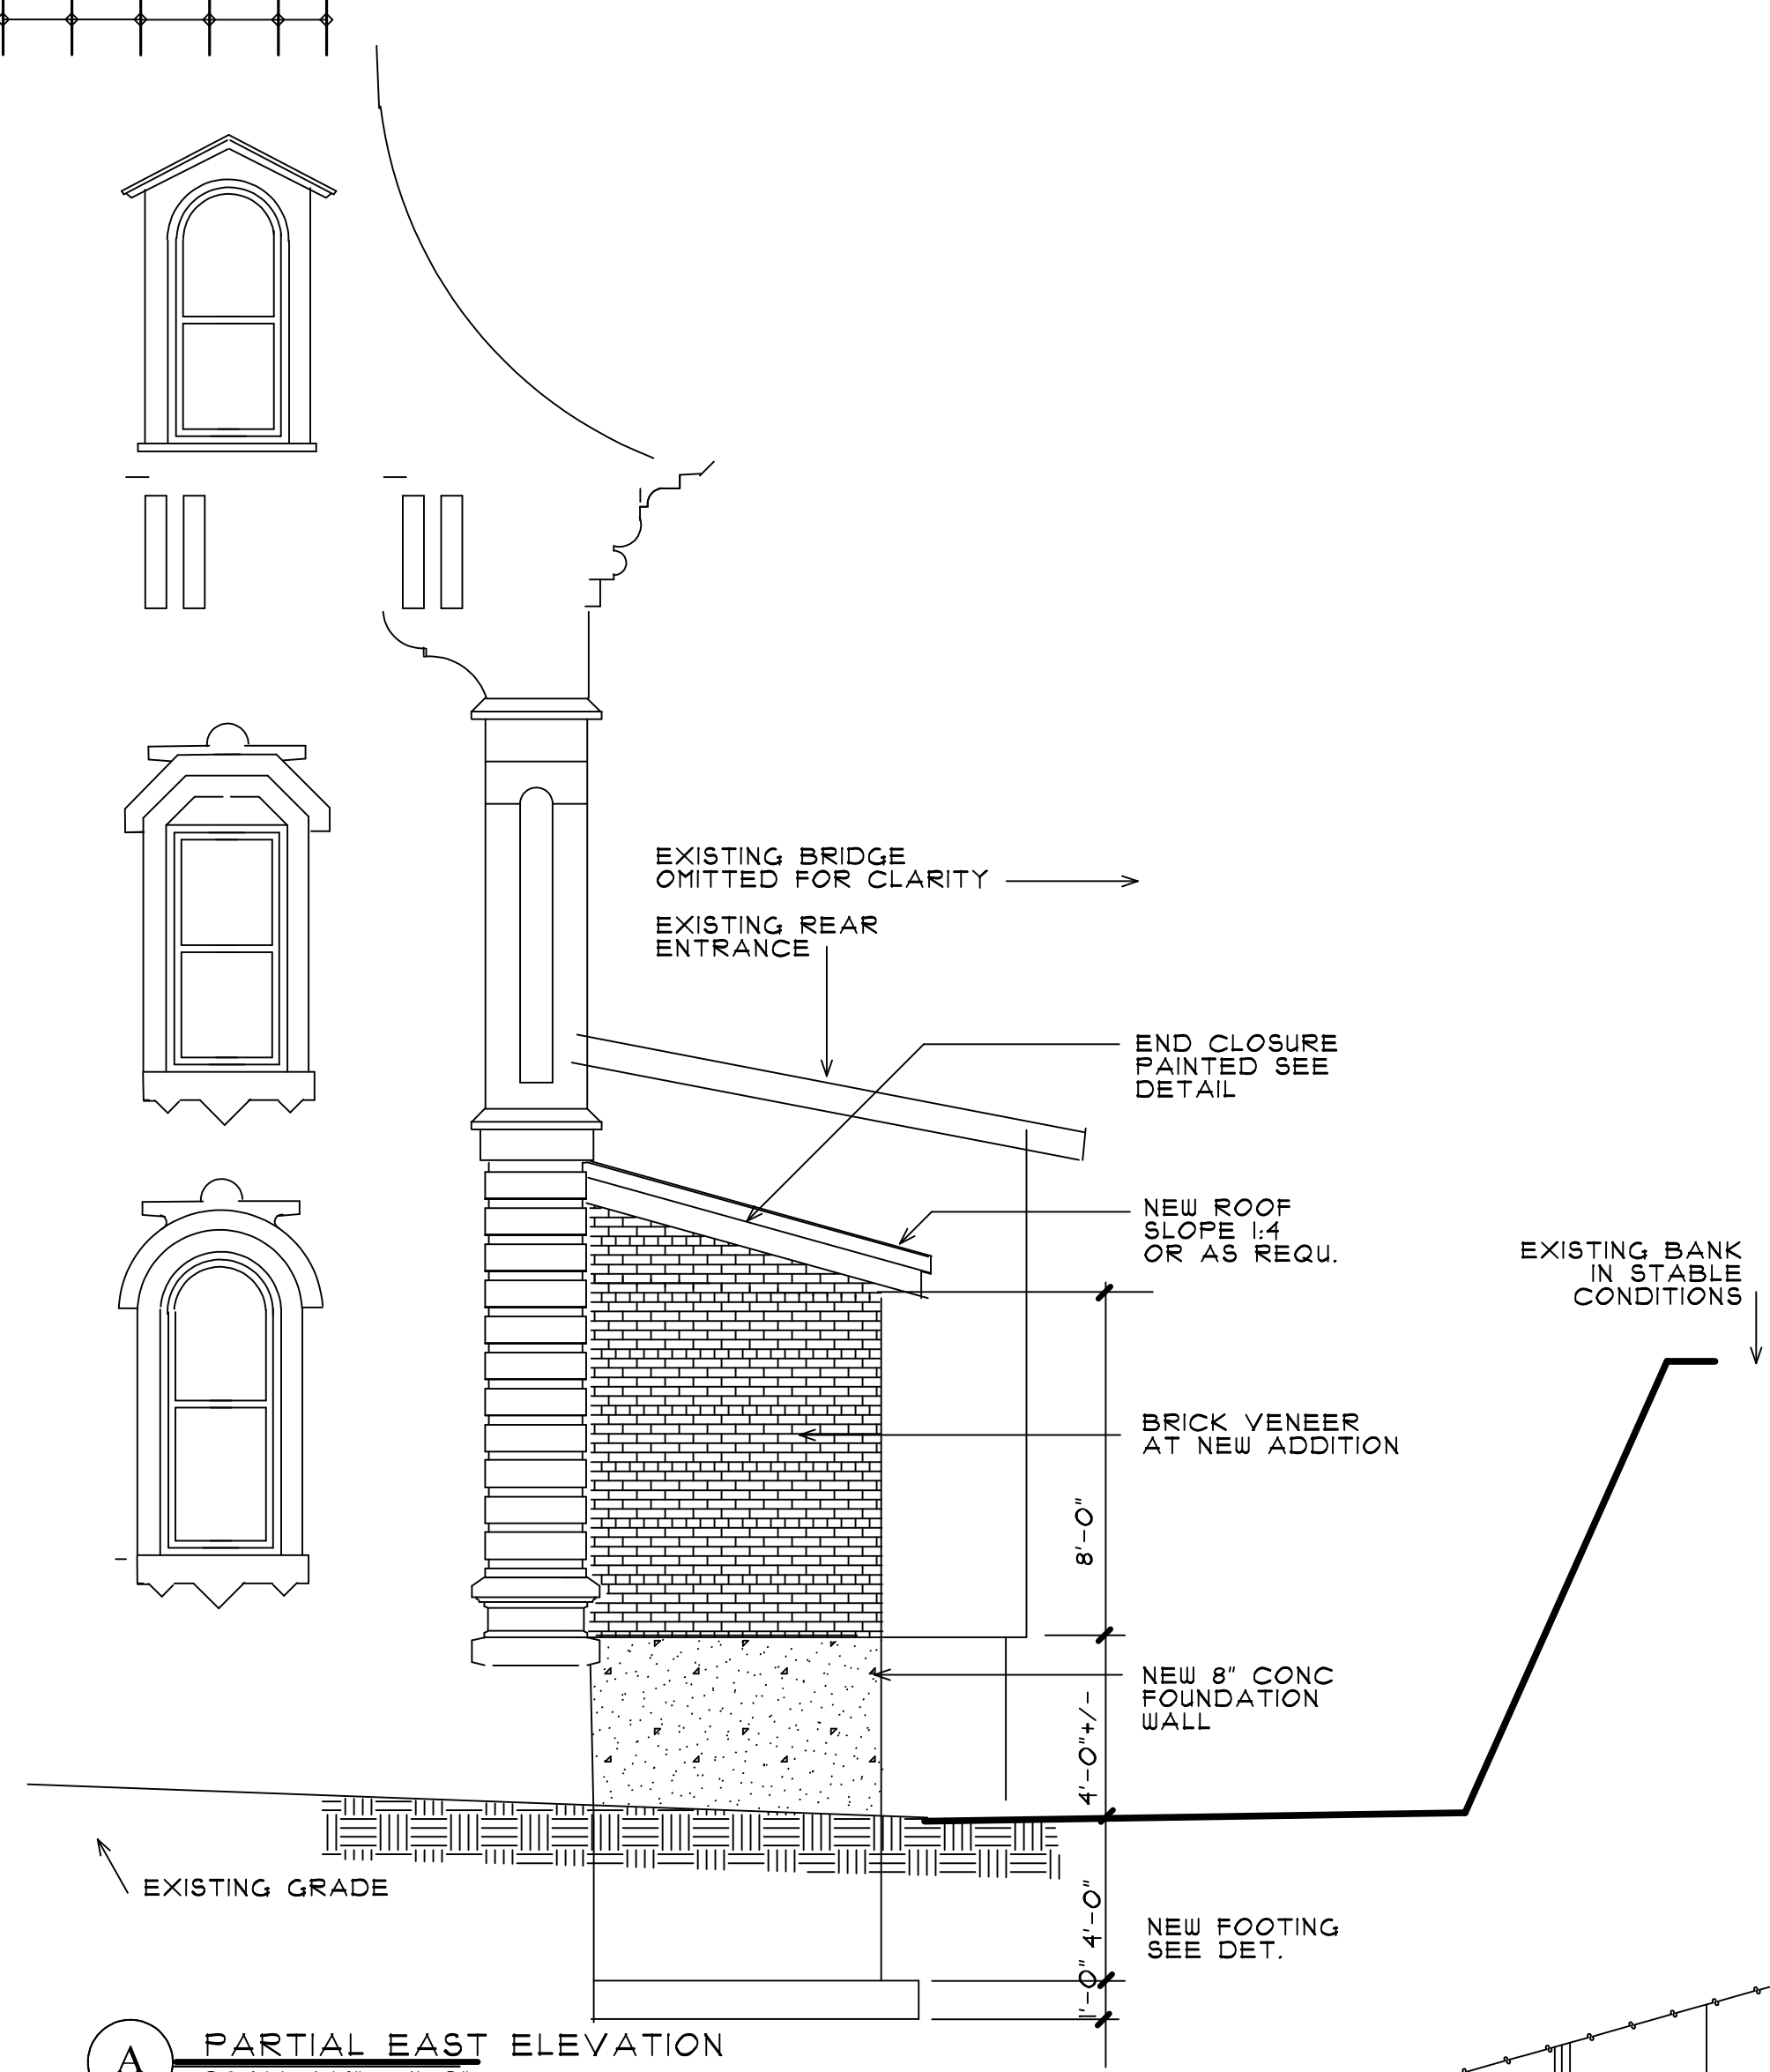 EXISTING BRIDGE
OMITTED FOR CLARITY
EXISTING REAR
ENTRANCE
END CLOSURE
PAINTED SEE
DETAIL
NEW ROOF
SLOPE 1:4
OR AS REQU.
EXISTING BANK
IN STABLE
CONDITIONS
BRICK VENEER
AT NEW ADDITION
8'-0"
NEW 8" CONC
FOUNDATION
WALL
4'-0"+/-
EXISTING GRADE
4'-0"
NEW FOOTING
SEE DET.
1'-0"
A
PARTIAL EAST ELEVATION